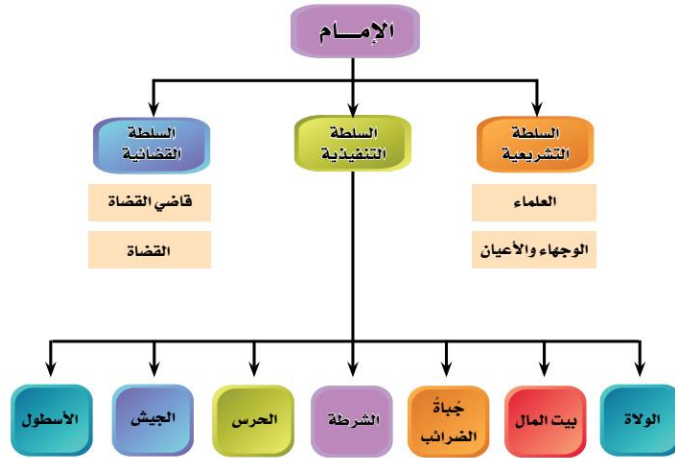 الإمـــام
السلطة
التشريعية
السلطة
التنفيذية
السلطة
القضائية
العلماء
الوجهاء والأعيان
قاضي القضاة
القضاة
الولاة
بيت المال
جُباةُ
الضرائب
الشرطة
الحرس
الجيش
الأسطول